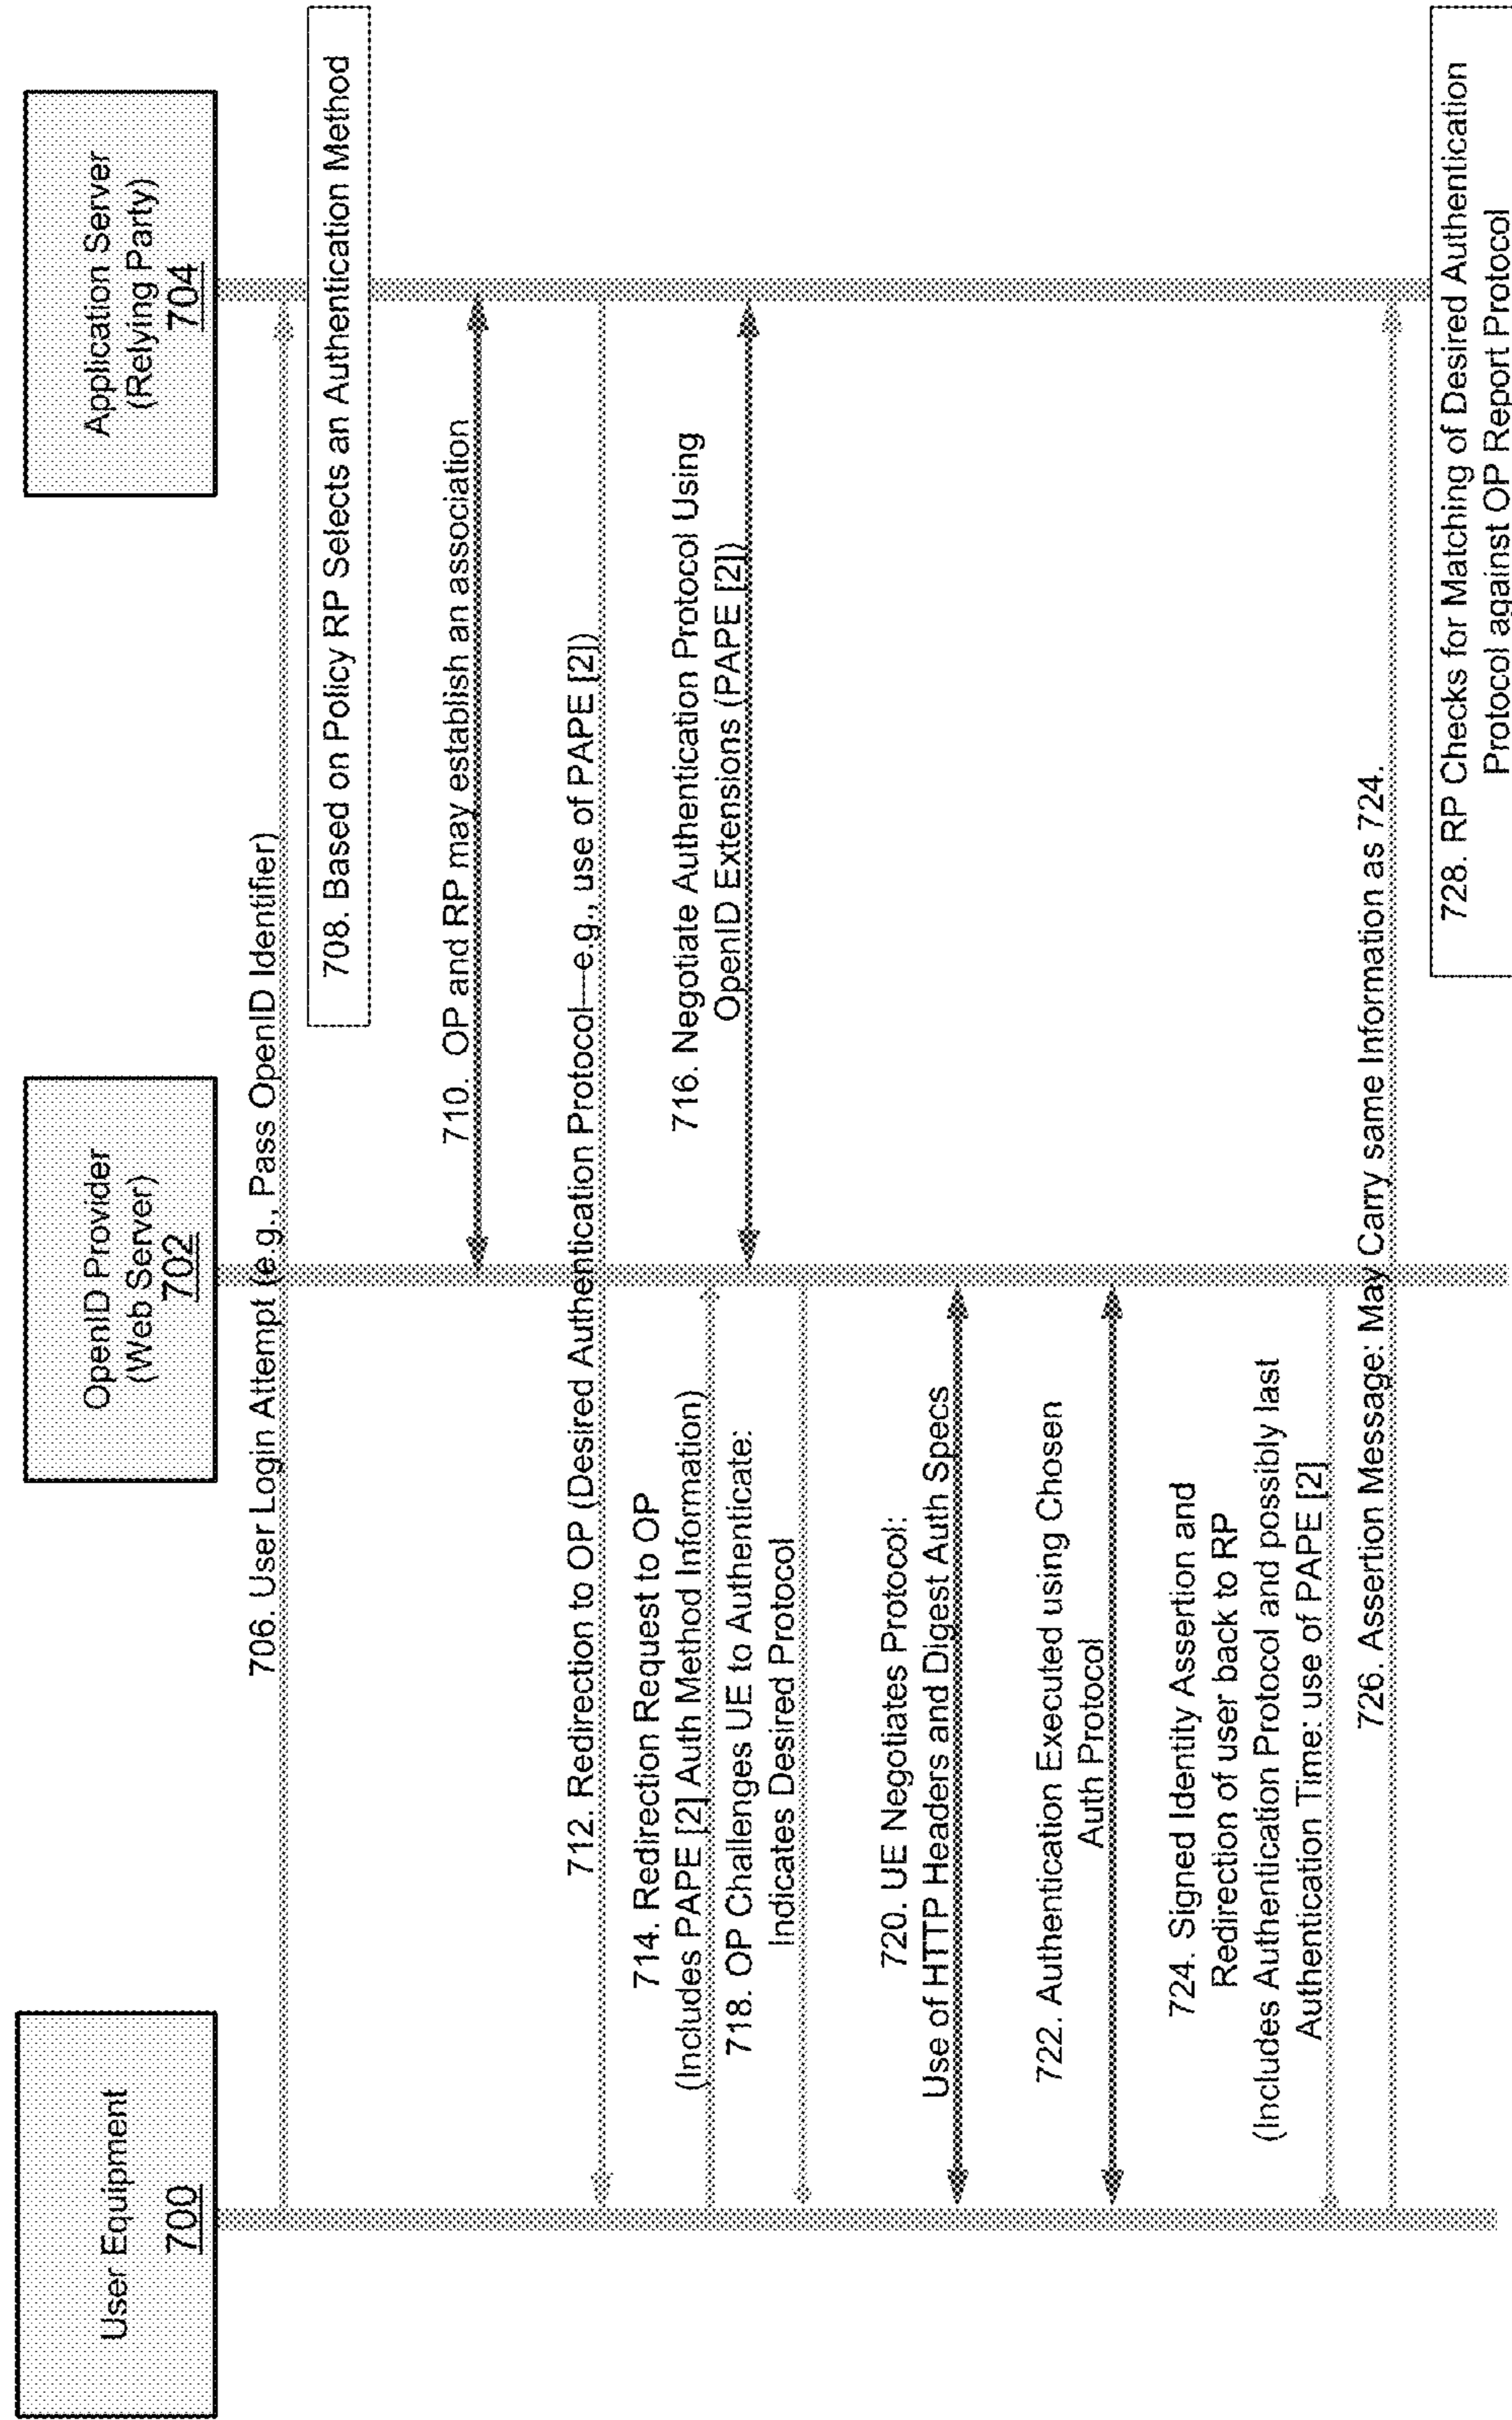 User Equipment
700
OpenID Provider
(Web Server)
702
Application Server
(Relying Party)
704
706. User Login Attempt (e.g., Pass OpenID Identifier)
708. Based on Policy RP Selects an Authentication Method
710. OP and RP may establish an association
712. Redirection to OP (Desired Authentication Protocol—e.g., use of PAPE [2])
714. Redirection Request to OP
(Includes PAPE [2] Auth Method Information)
716. Negotiate Authentication Protocol Using
OpenID Extensions (PAPE [2])
718. OP Challenges UE to Authenticate:
Indicates Desired Protocol
720. UE Negotiates Protocol:
Use of HTTP Headers and Digest Auth Specs
722. Authentication Executed using Chosen
Auth Protocol
724. Signed Identity Assertion and
Redirection of user back to RP
(Includes Authentication Protocol and possibly last
Authentication Time: use of PAPE [2]
726. Assertion Message: May Carry same Information as 724.
728. RP Checks for Matching of Desired Authentication
Protocol against OP Report Protocol